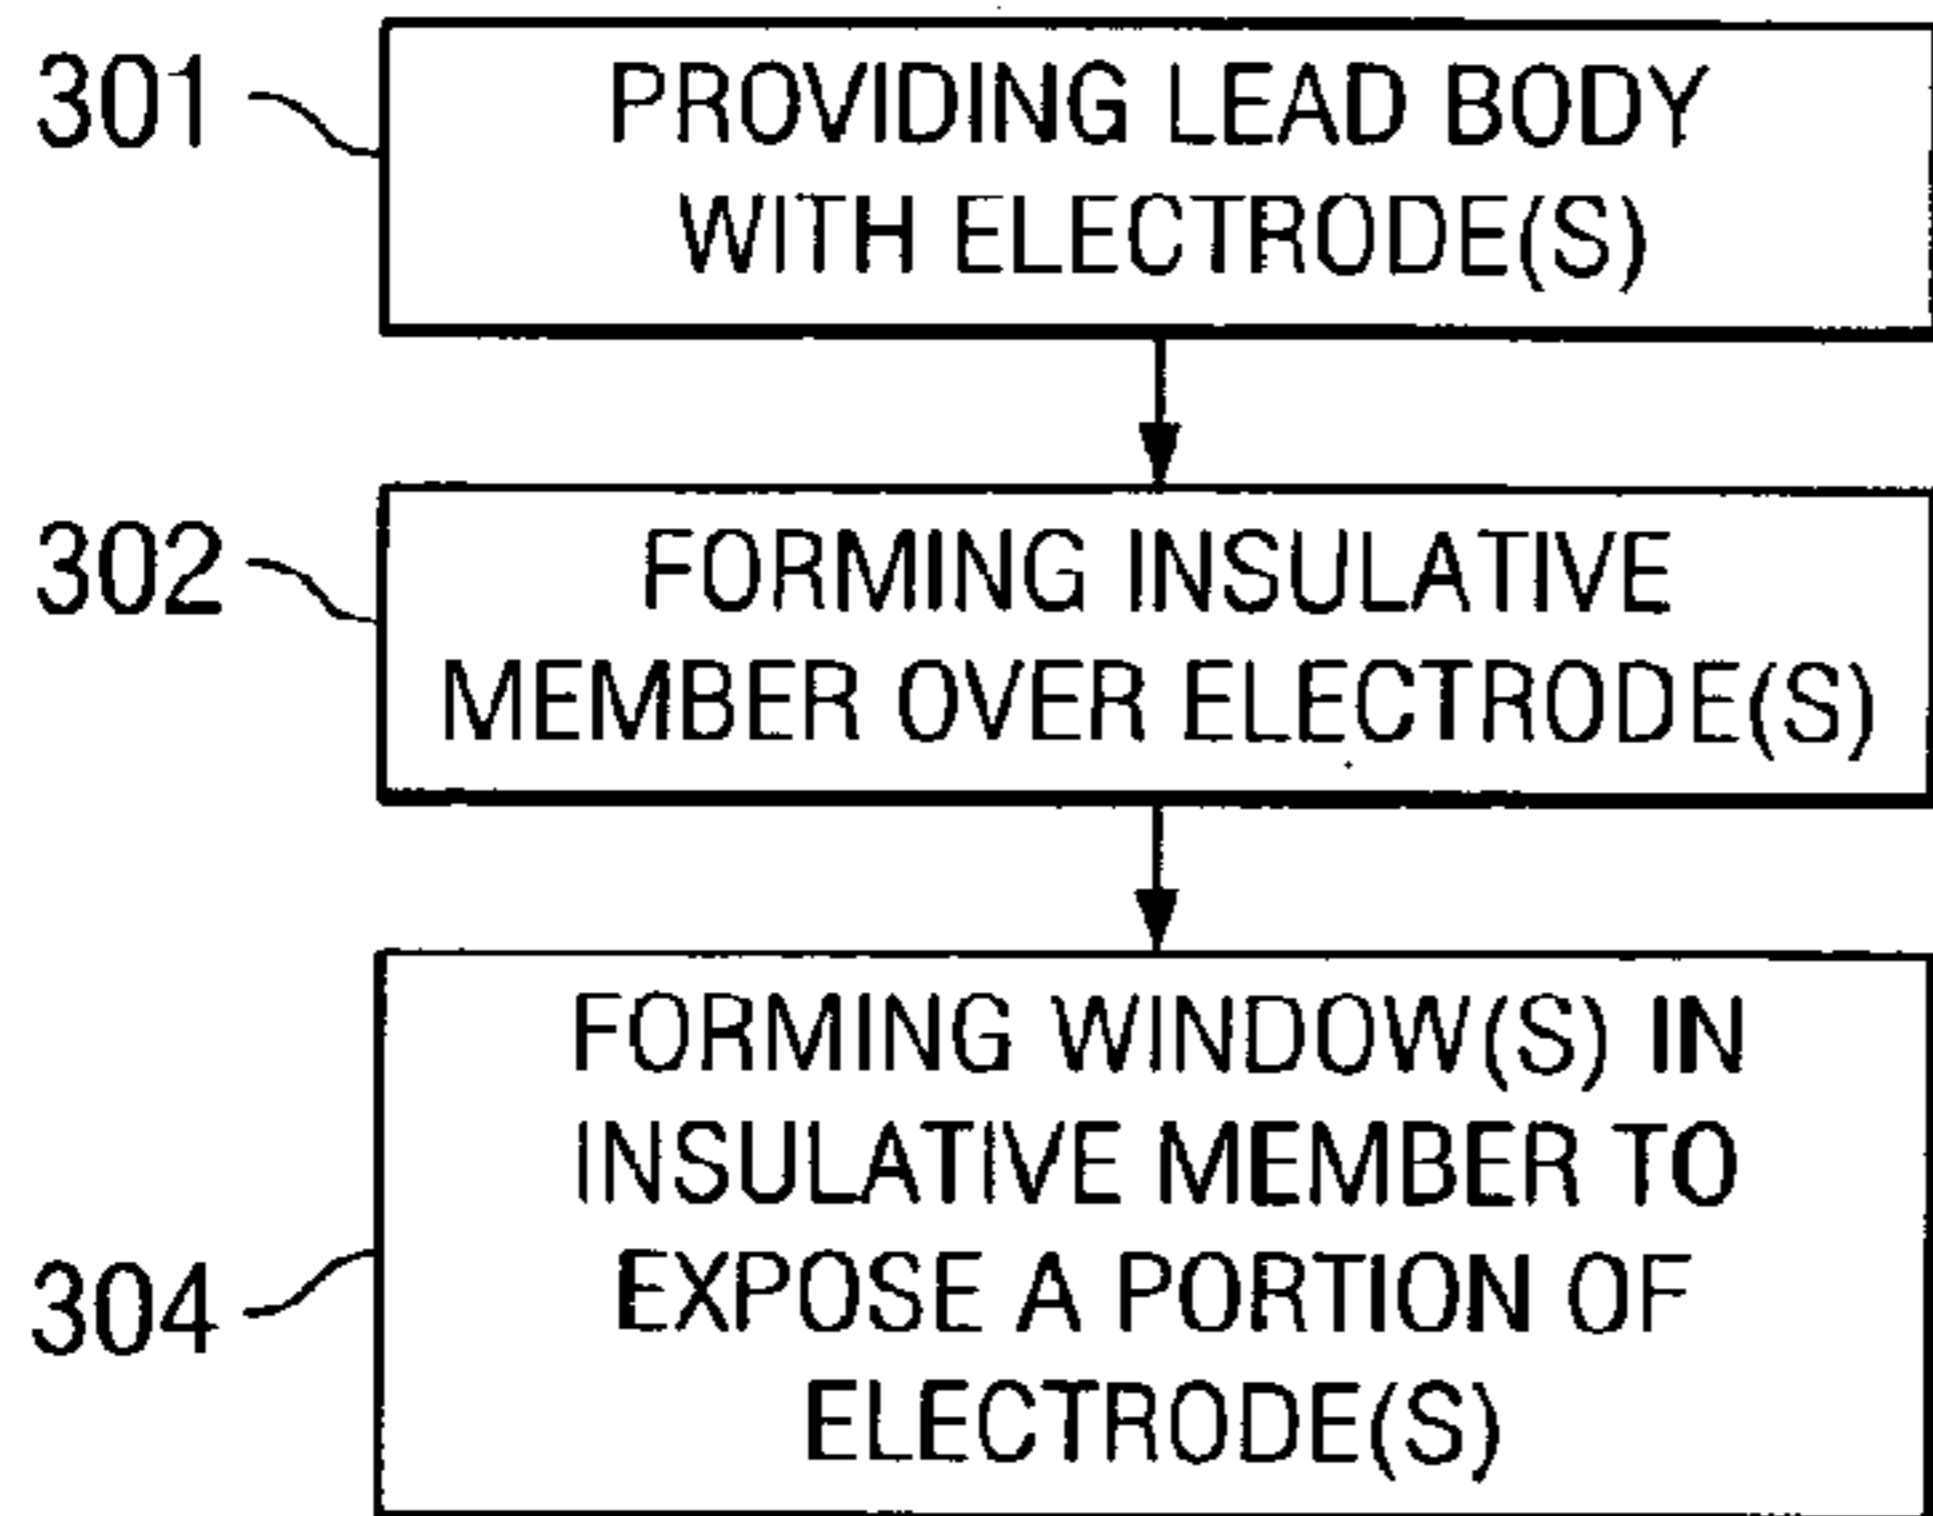 301
PROVIDING LEAD BODY
WITH ELECTRODE(S)
302
FORMING INSULATIVE
MEMBER OVER ELECTRODE(S)
304
FORMING WINDOW(S) IN
INSULATIVE MEMBER TO
EXPOSE A PORTION OF
ELECTRODE(S)